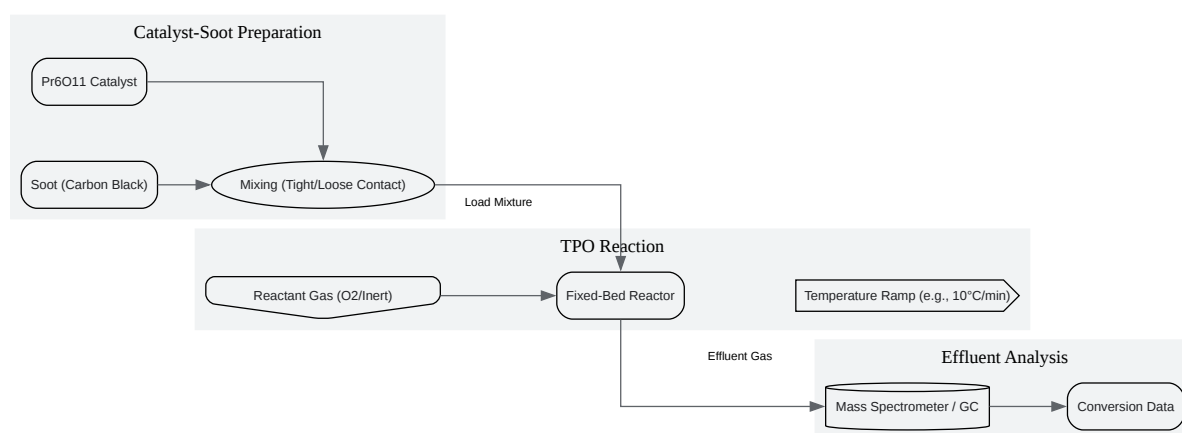 Catalyst-Soot Preparation
Pr6O11 Catalyst
Soot (Carbon Black)
Mixing (Tight/Loose Contact)
Load Mixture
TPO Reaction
Reactant Gas (O2/Inert)
Fixed-Bed Reactor
Temperature Ramp (e.g., 10°C/min)
Effluent Gas
Effluent Analysis
Mass Spectrometer / GC
Conversion Data